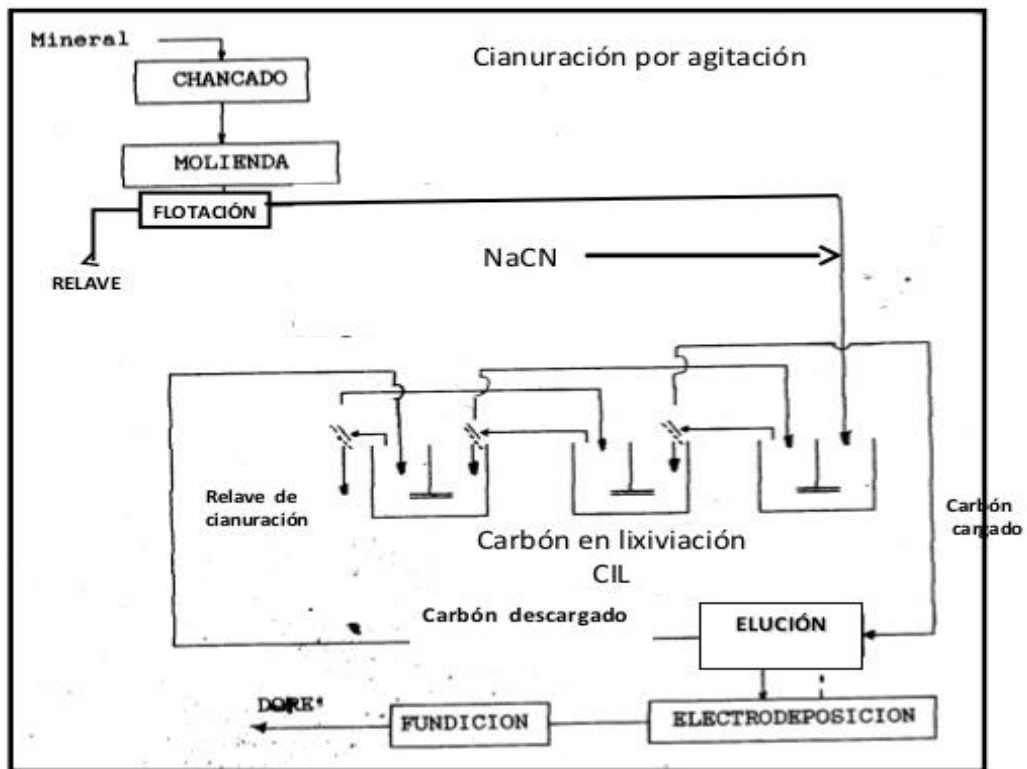 Mineral
Cianuración por agitación
CHANCADO
MOLIENDA
FLOTACIÓN
RELAVE
NaCN
Relave de
cianuración
Carbón
cargado
Carbón en lixiviación
CIL
Carbón descargado
ELUCIÓN
DORE'
FUNDICION
ELECTRODEPOSICION